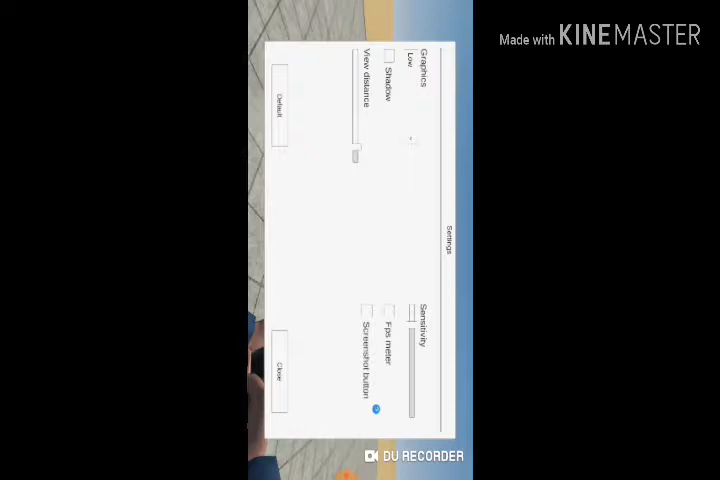 Made with KINEMASTER
Settings
Graphics
Low
Shadow
View distance
Default
Sensitivity
Fps meter
Screenshot button
?
Close
DU RECORDER